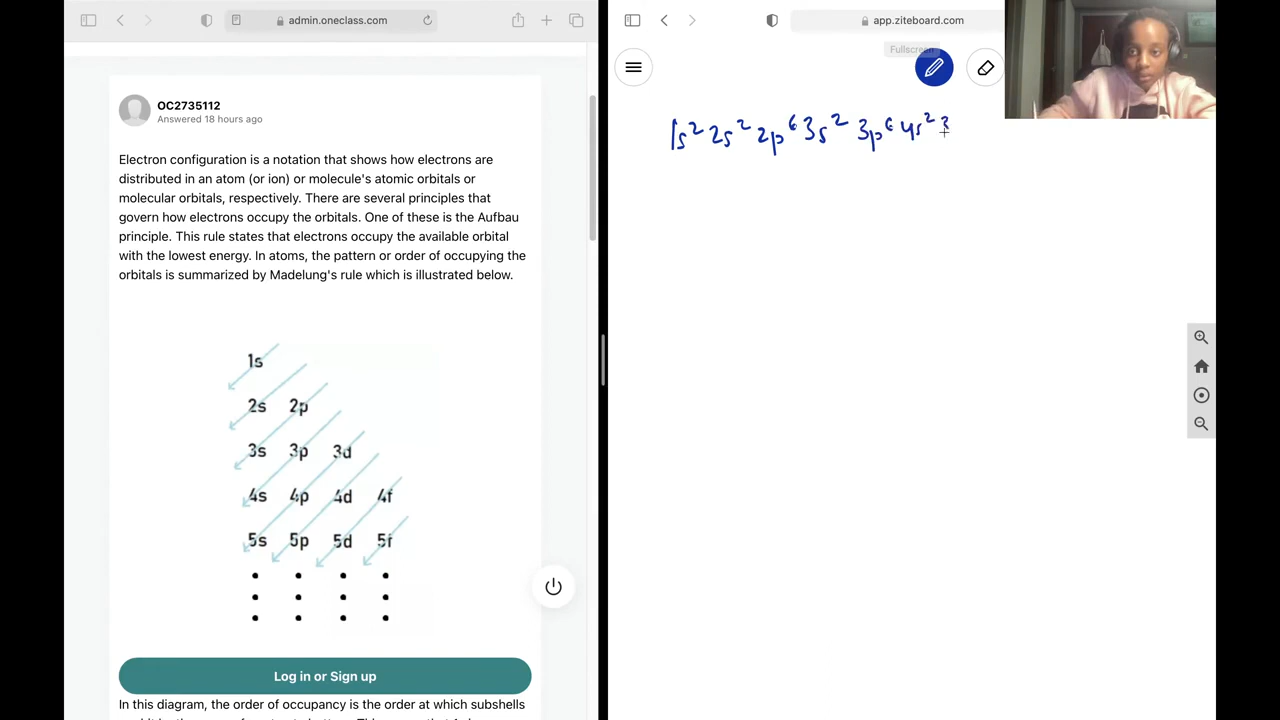 admin.oneclass.com
app.ziteboard.com
Fullscreen
OC2735112
Answered 18 hours ago
Electron configuration is a notation that shows how electrons are
distributed in an atom (or ion) or molecule's atomic orbitals or
molecular orbitals, respectively. There are several principles that
govern how electrons occupy the orbitals. One of these is the Aufbau
principle. This rule states that electrons occupy the available orbital
with the lowest energy. In atoms, the pattern or order of occupying the
orbitals is summarized by Madelung's rule which is illustrated below.
1s
2s 2p
3s 3p 3d
4s 4p 4d 4f
5s 5p 5d 5f
Log in or Sign up
In this diagram, the order of occupancy is the order at which subshells
1s² 2s² 2p⁶ 3s² 3p⁶ 4s² 3